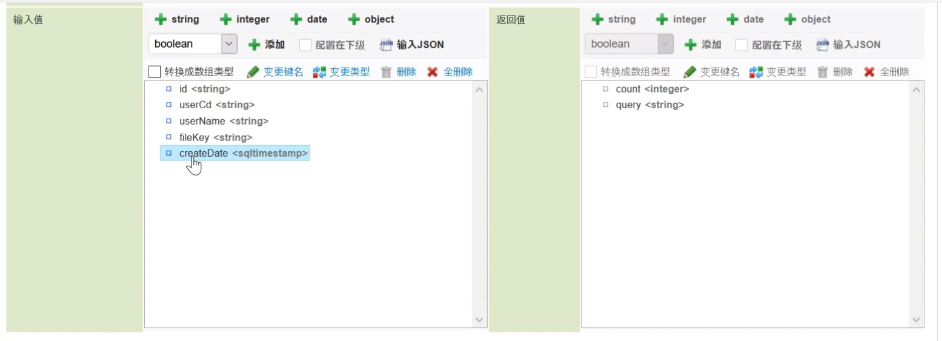 输入值
string integer date object
boolean 添加 配置在下级 JSON 输入JSON
转换成数组类型 变更键名 变更类型 删除 全删除
id <string>
userCd <string>
userName <string>
fileKey <string>
createDate <sqltimestamp>
返回值
string integer date object
boolean 添加 配置在下级 JSON 输入JSON
转换成数组类型 变更键名 变更类型 删除 全删除
count <integer>
query <string>